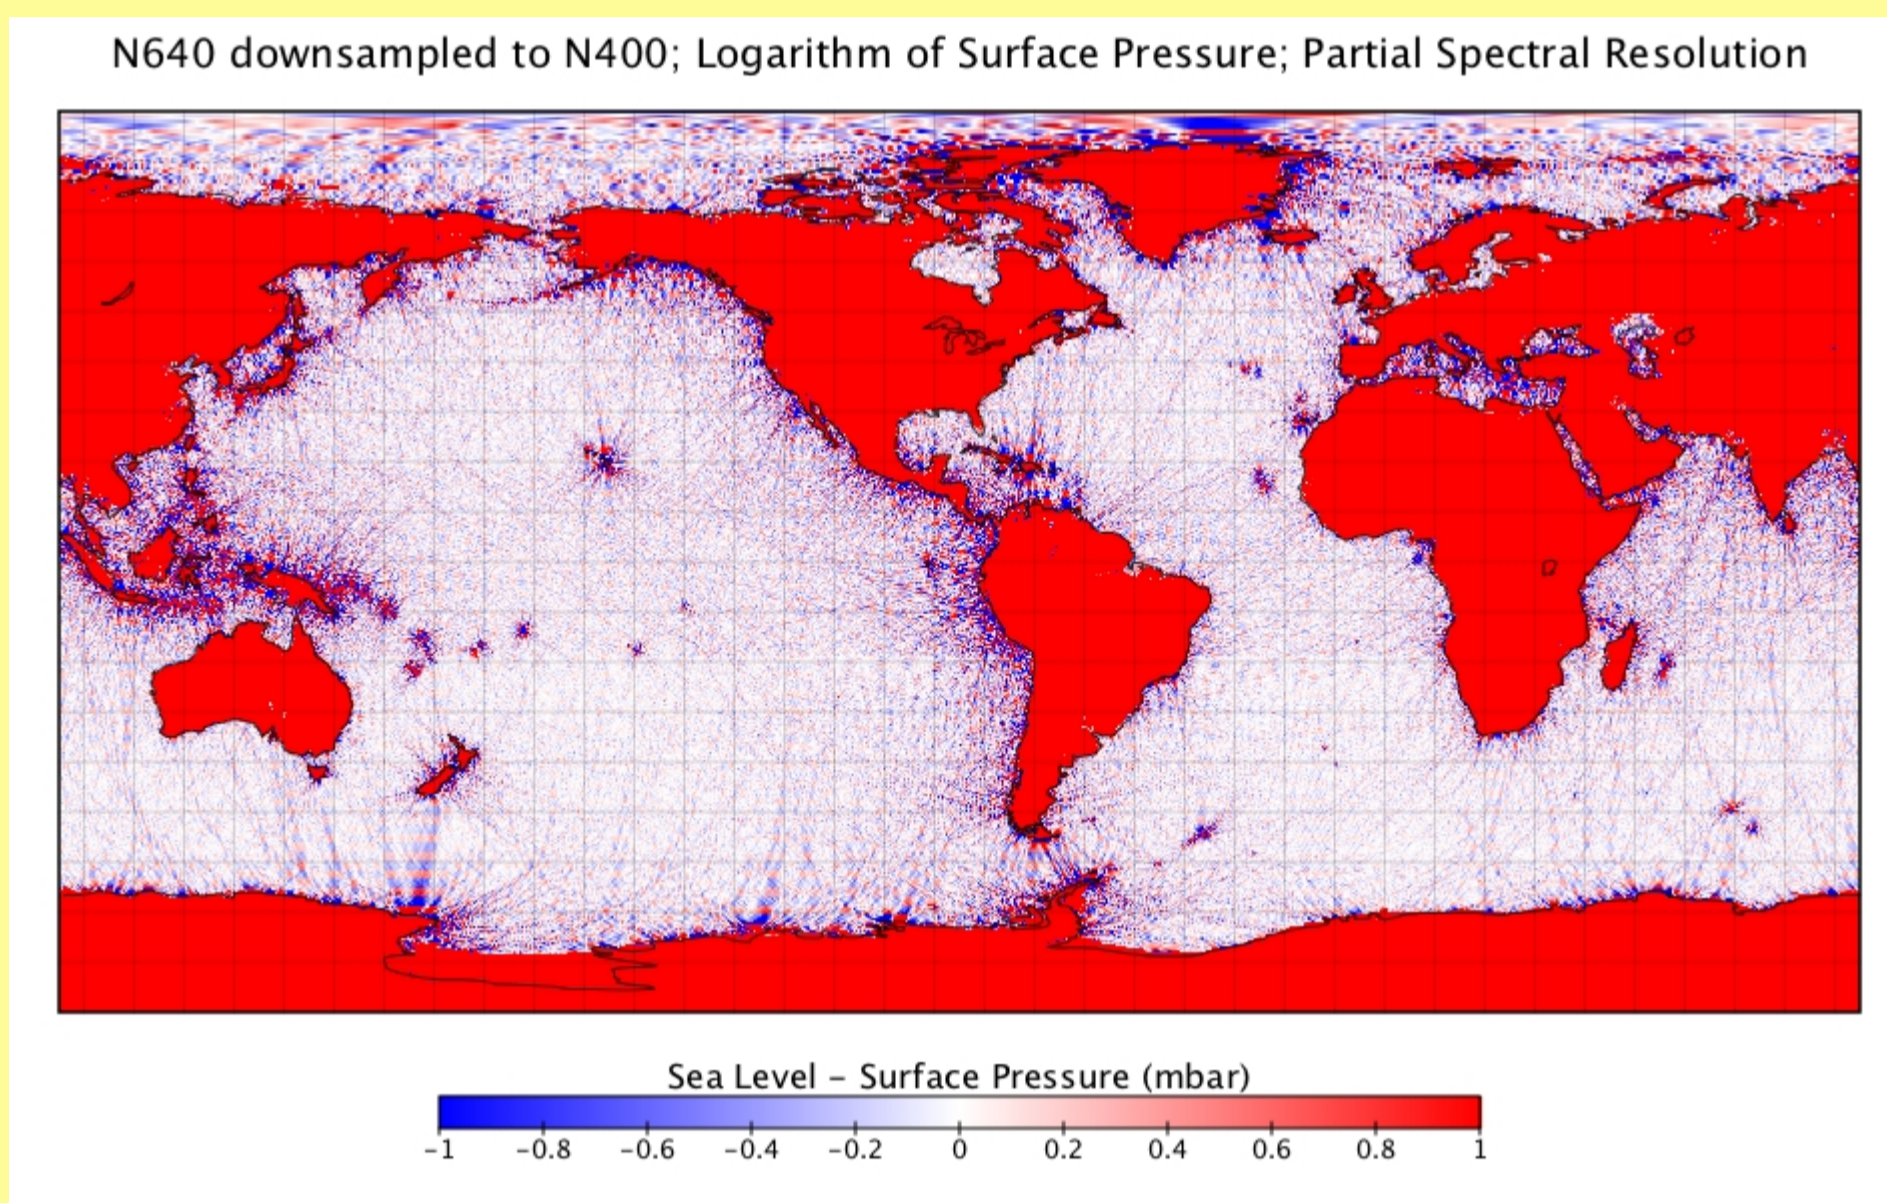 N640 downsampled to N400; Logarithm of Surface Pressure; Partial Spectral Resolution
Sea Level – Surface Pressure (mbar)
−1 −0.8 −0.6 −0.4 −0.2 0 0.2 0.4 0.6 0.8 1